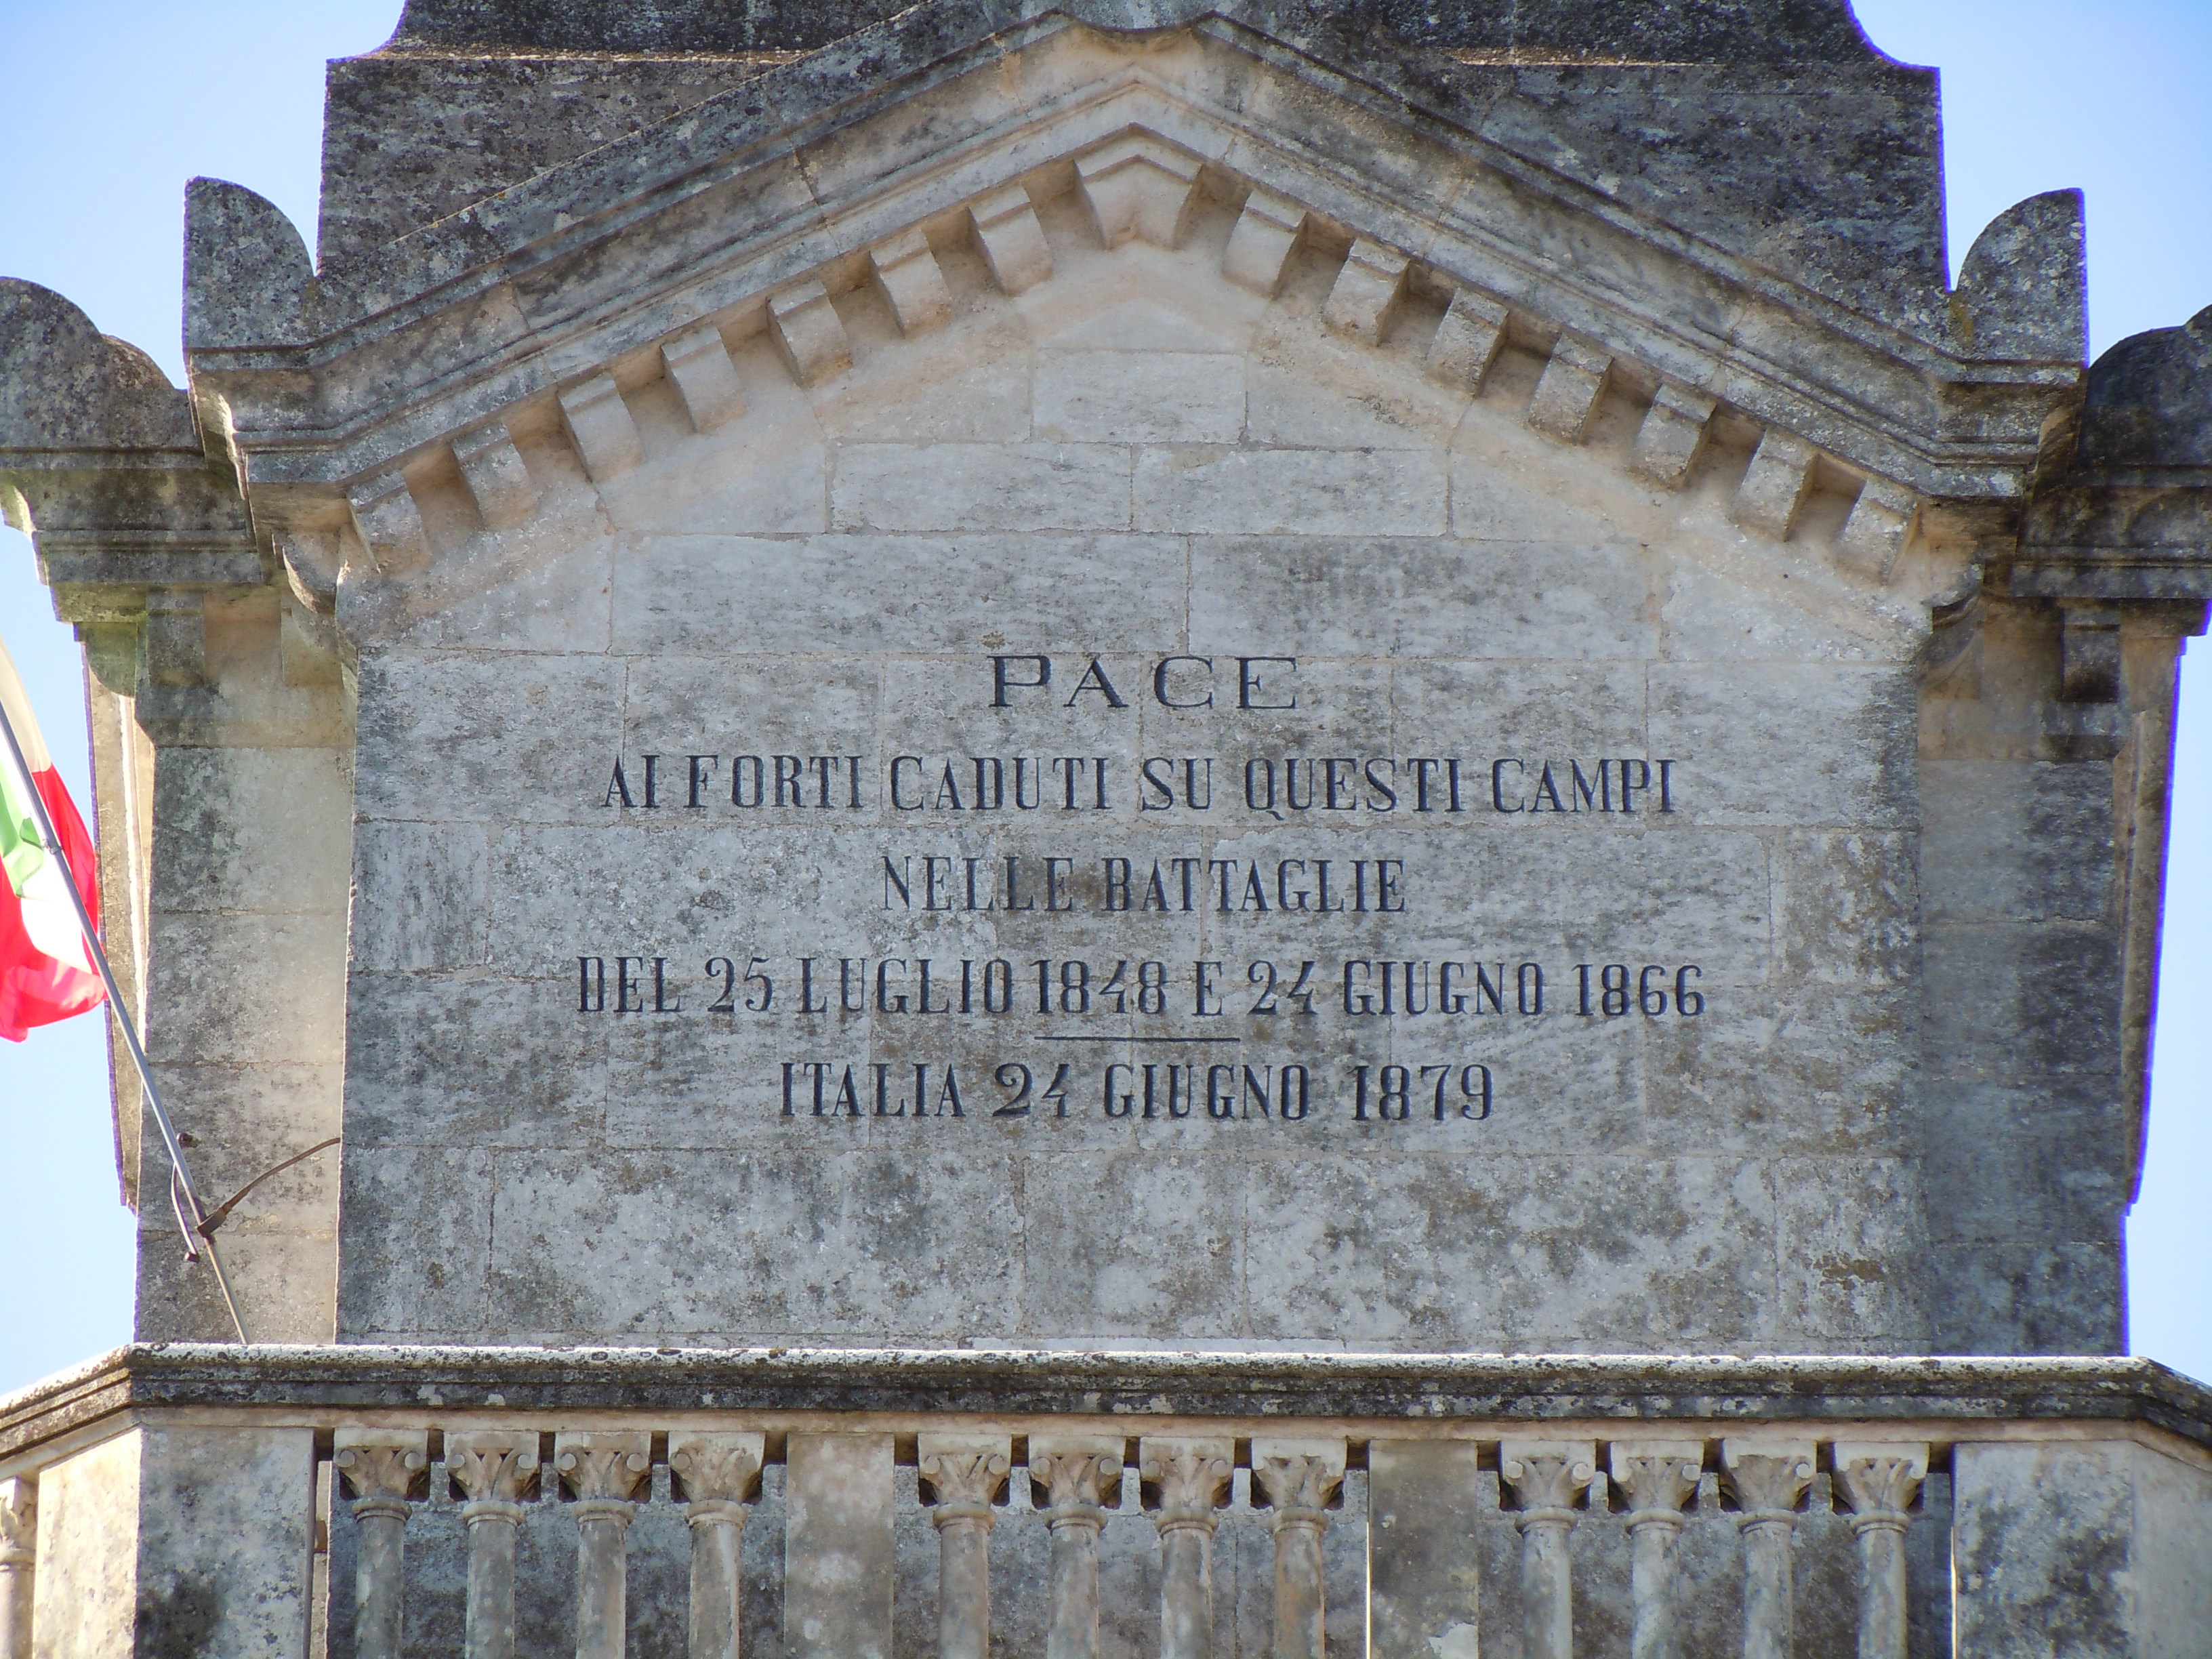 PACE
AI FORTI CADUTI SU QUESTI CAMPI
NELLE BATTAGLIE
DEL 25 LUGLIO 1848 E 24 GIUGNO 1866
ITALIA 24 GIUGNO 1879